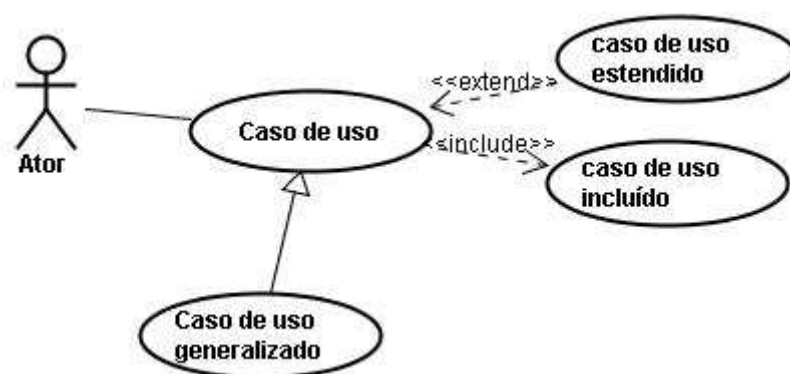 caso de uso
estendido
<<extend>>
Caso de uso
<<include>>
caso de uso
incluído
Ator
Caso de uso
generalizado